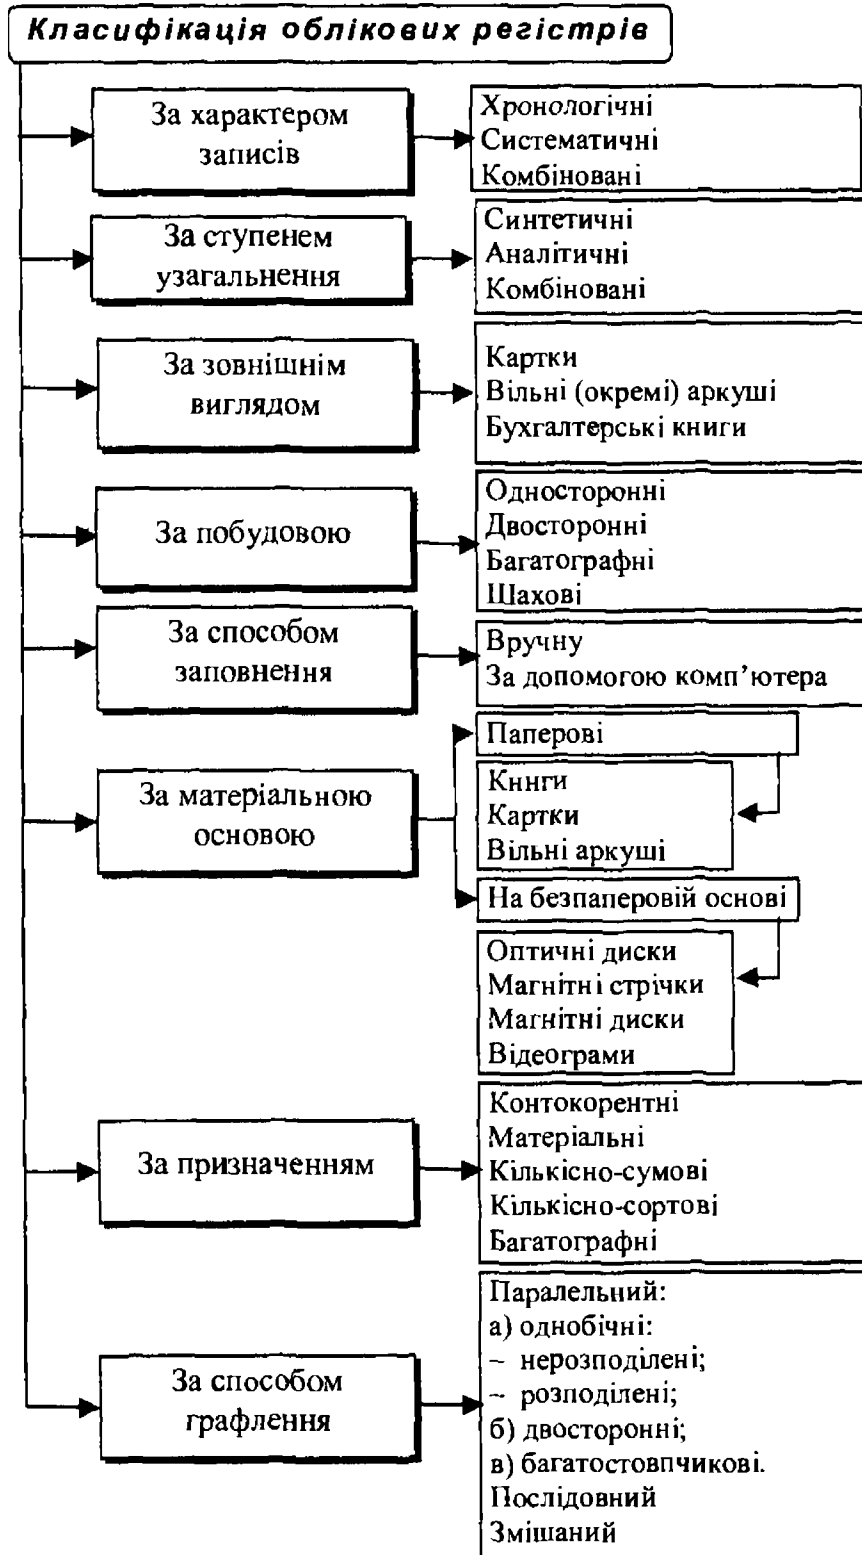 Класифікація облікових регістрів
За характером
записів
Хронологічні
Систематичні
Комбіновані
За ступенем
узагальнення
Синтетичні
Аналітичні
Комбіновані
За зовнішнім
виглядом
Картки
Вільні (окремі) аркуші
Бухгалтерські книги
За побудовою
Односторонні
Двосторонні
Багатографні
Шахові
За способом
заповнення
Вручну
За допомогою комп’ютера
За матеріальною
основою
Паперові
Кннги
Картки
Вільні аркуші
На безпаперовій основі
Оптичні диски
Магнітні стрічки
Магнітні диски
Відеограми
За призначенням
Контокорентні
Матеріальні
Кількісно-сумові
Кількісно-сортові
Багатографні
За способом
графлення
Паралельний:
а) однобічні:
– нерозподілені;
– розподілені;
б) двосторонні;
в) багатостовпчикові.
Послідовний
Змішаний